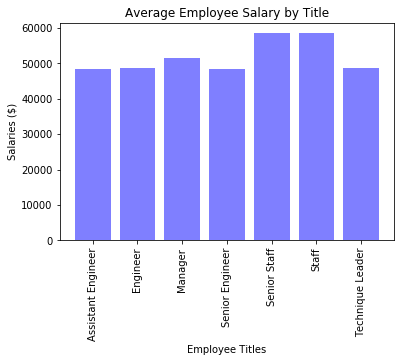 Average Employee Salary by Title
60000
50000
40000
30000
20000
10000
0
Salaries ($)
Assistant Engineer
Engineer
Manager
Senior Engineer
Senior Staff
Staff
Technique Leader
Employee Titles